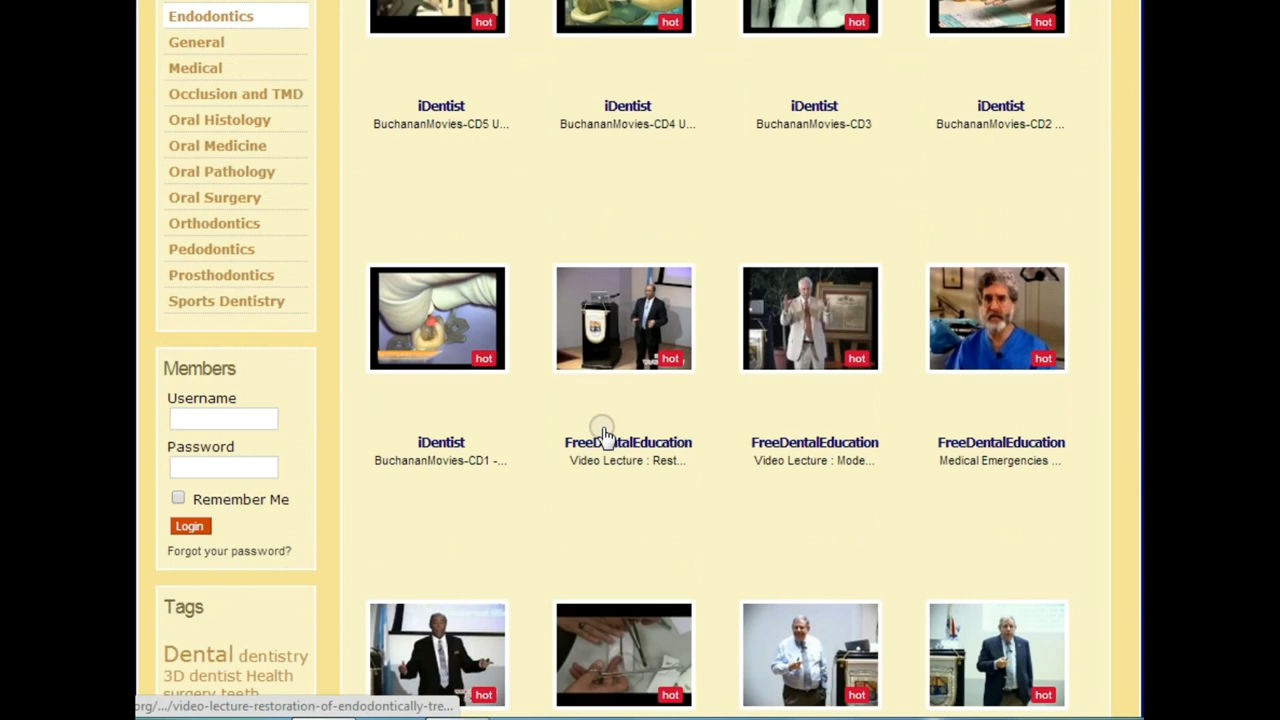 Endodontics
General
Medical
Occlusion and TMD
Oral Histology
Oral Medicine
Oral Pathology
Oral Surgery
Orthodontics
Pedodontics
Prosthodontics
Sports Dentistry
Members
Username
Password
Remember Me
Login
Forgot your password?
Tags
Dental dentistry
3D dentist Health
surgery teeth
org/.../video-lecture-restoration-of-endodontically-tre...
hot hot hot hot
iDentist iDentist iDentist iDentist
BuchananMovies-CD5 U... BuchananMovies-CD4 U... BuchananMovies-CD3 BuchananMovies-CD2 ...
hot hot hot hot
iDentist FreeDentalEducation FreeDentalEducation FreeDentalEducation
BuchananMovies-CD1 -... Video Lecture : Rest... Video Lecture : Mode... Medical Emergencies ...
hot hot hot hot